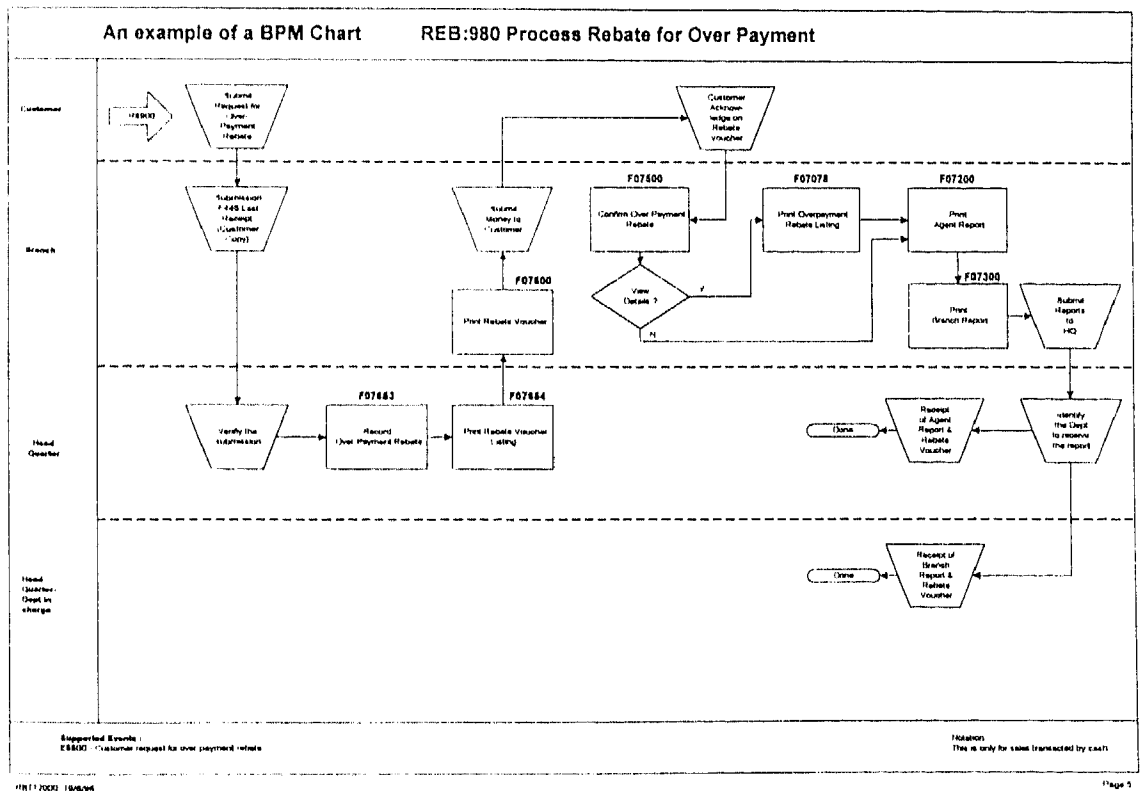 An example of a BPM Chart REB:980 Process Rebate for Over Payment
Customer
Submit
Request for
Over-
Payment
Rebate
Customer
Acknow-
ledge on
Rebate
Voucher
Branch
Submission
Last
Receipt
(Customer
Copy)
Submit
Money to
Customer
F07600
Print Rebate Voucher
F07500
Confirm Over Payment
Rebate
View
Details ?
Y
N
F07078
Print Overpayment
Rebate Listing
F07200
Print
Agent Report
F07300
Print
Branch Report
Submit
Reports
to
HQ
Head
Quarter
Verify the
submission
F07653
Record
Over Payment Rebate
F07654
Print Rebate Voucher
Listing
Done
Receipt
of Agent
Report &
Rebate
Voucher
Identify
the Dept
to receive
the report
Head
Quarter-
Dept in
charge
Done
Receipt of
Branch
Report &
Rebate
Voucher
Supported Events :
- Customer request for over payment rebate
Notation
This is only for sales transacted by cash
Page 5